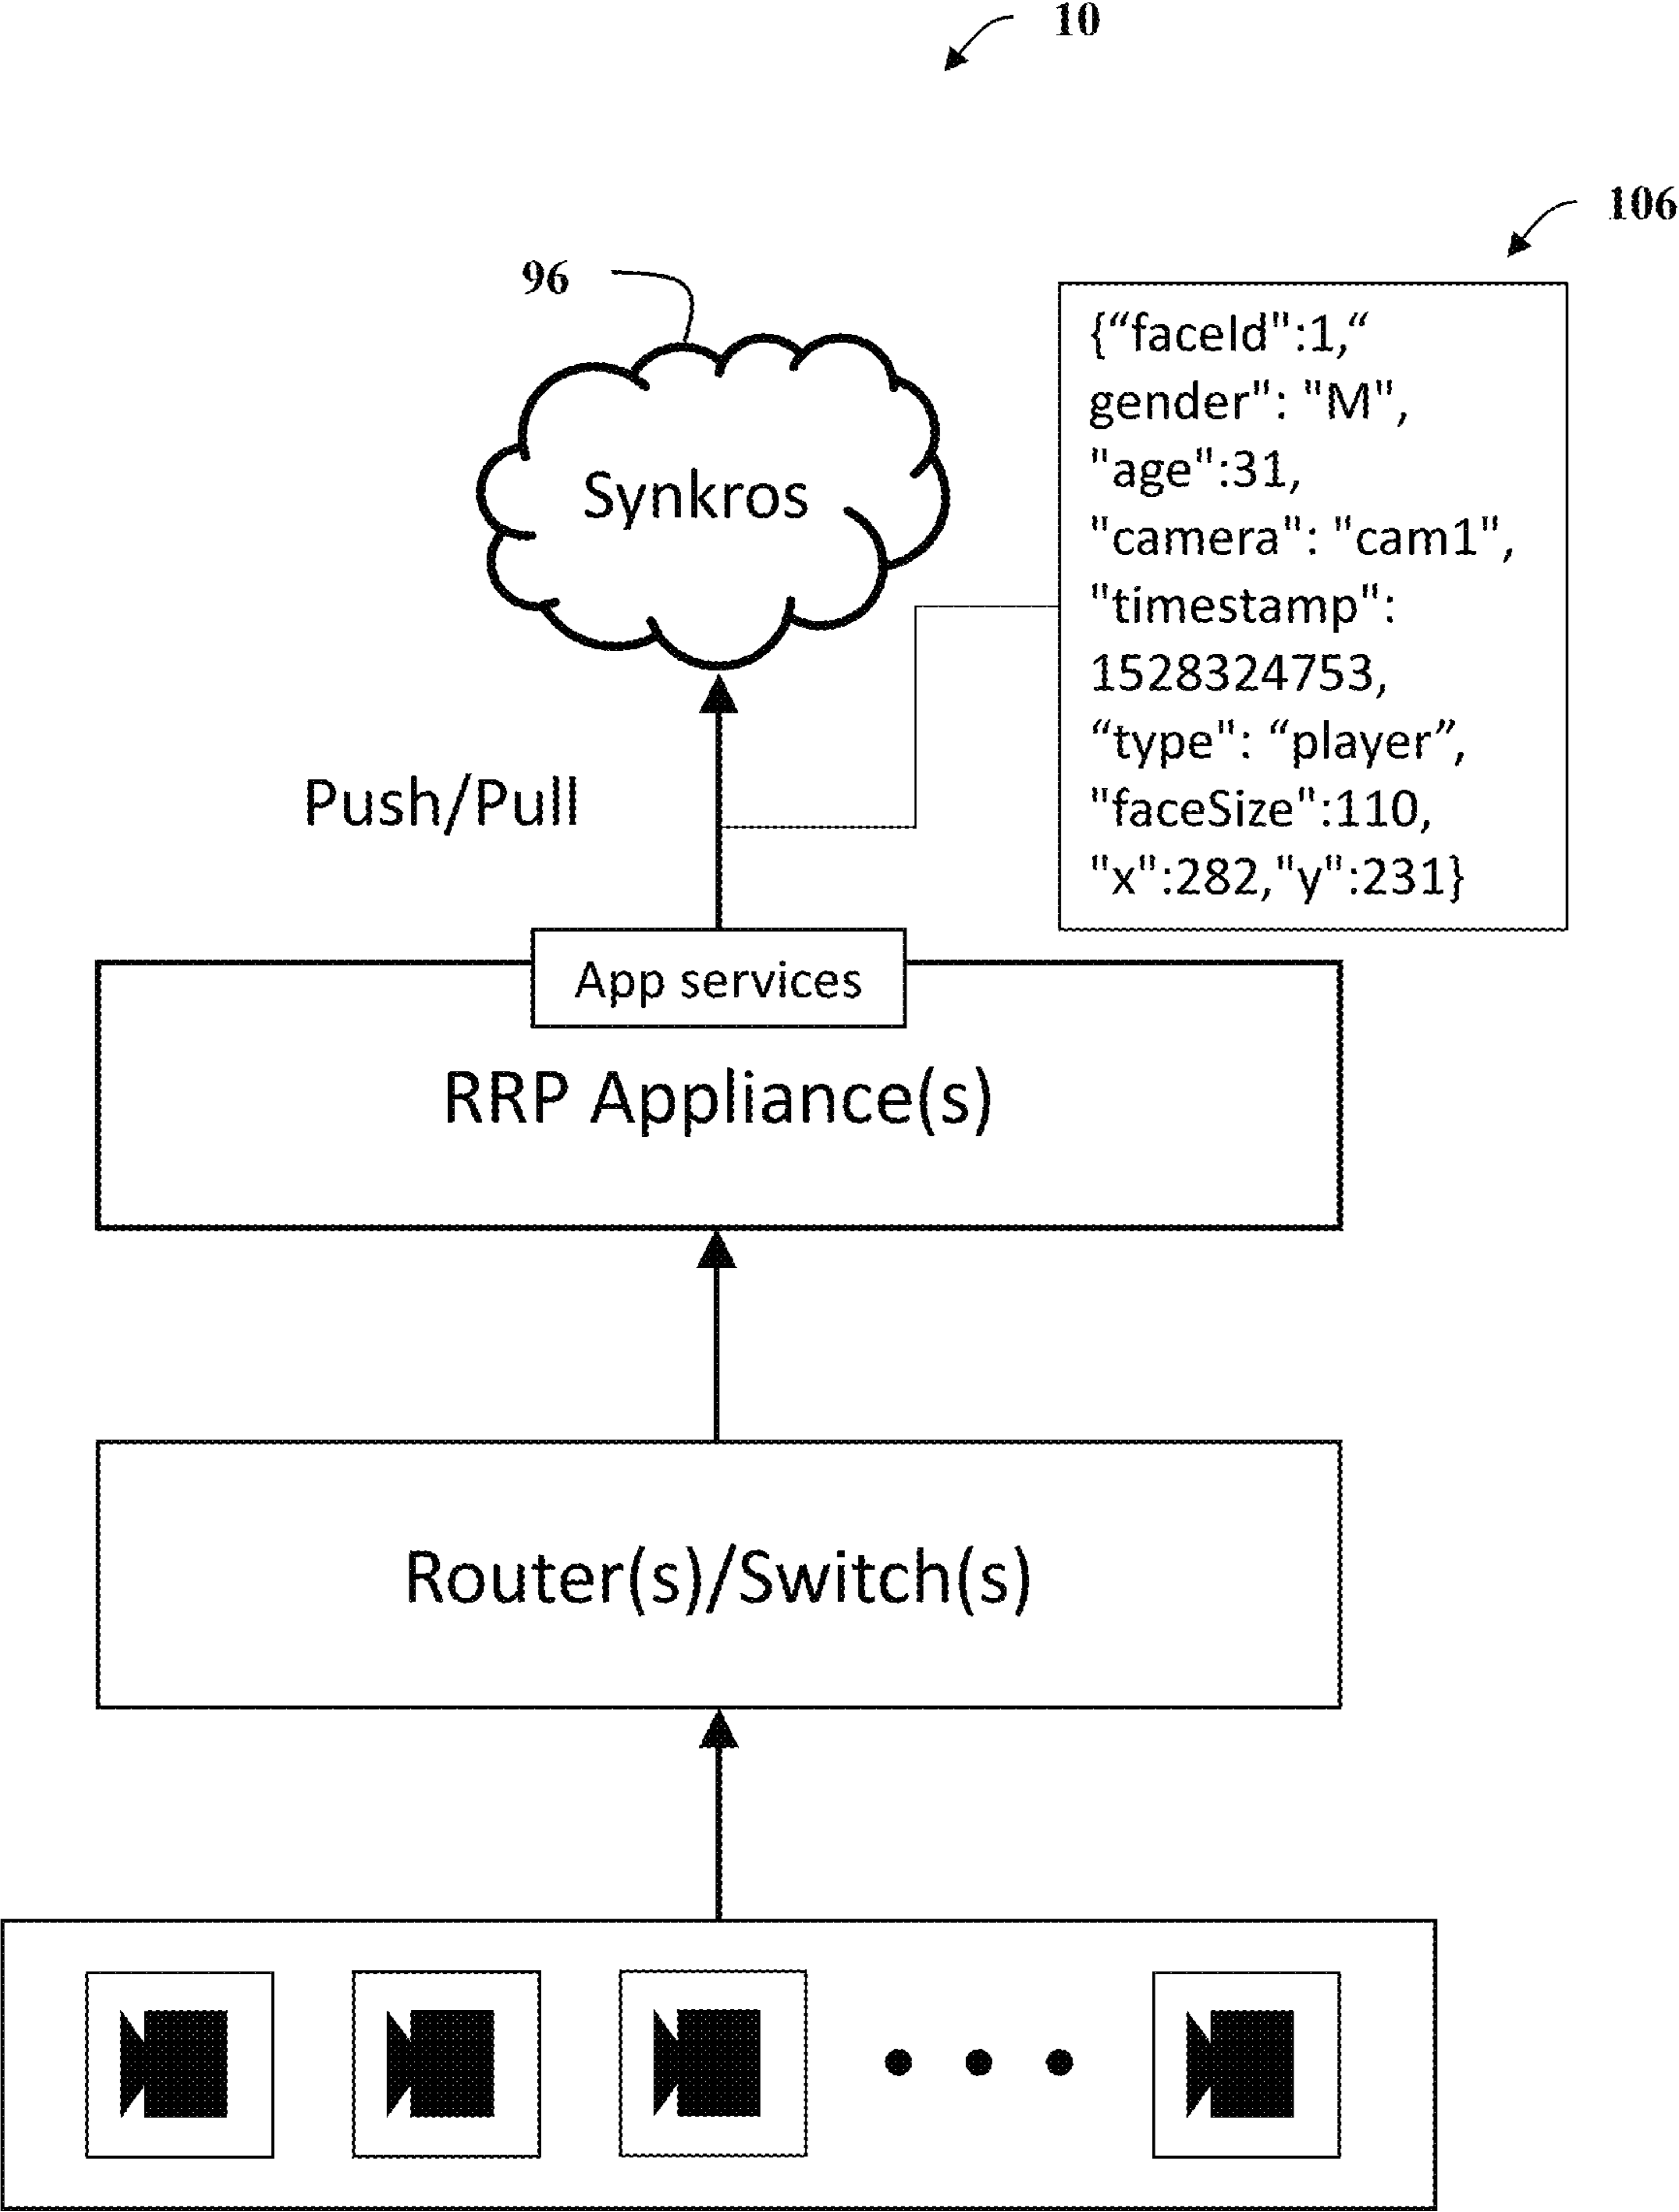 10
106
96
{“faceId":1,“
gender": "M",
"age":31,
"camera": "cam1",
"timestamp":
1528324753,
“type": “player”,
"faceSize":110,
"x":282,"y":231}
Synkros
Push/Pull
App services
RRP Appliance(s)
Router(s)/Switch(s)